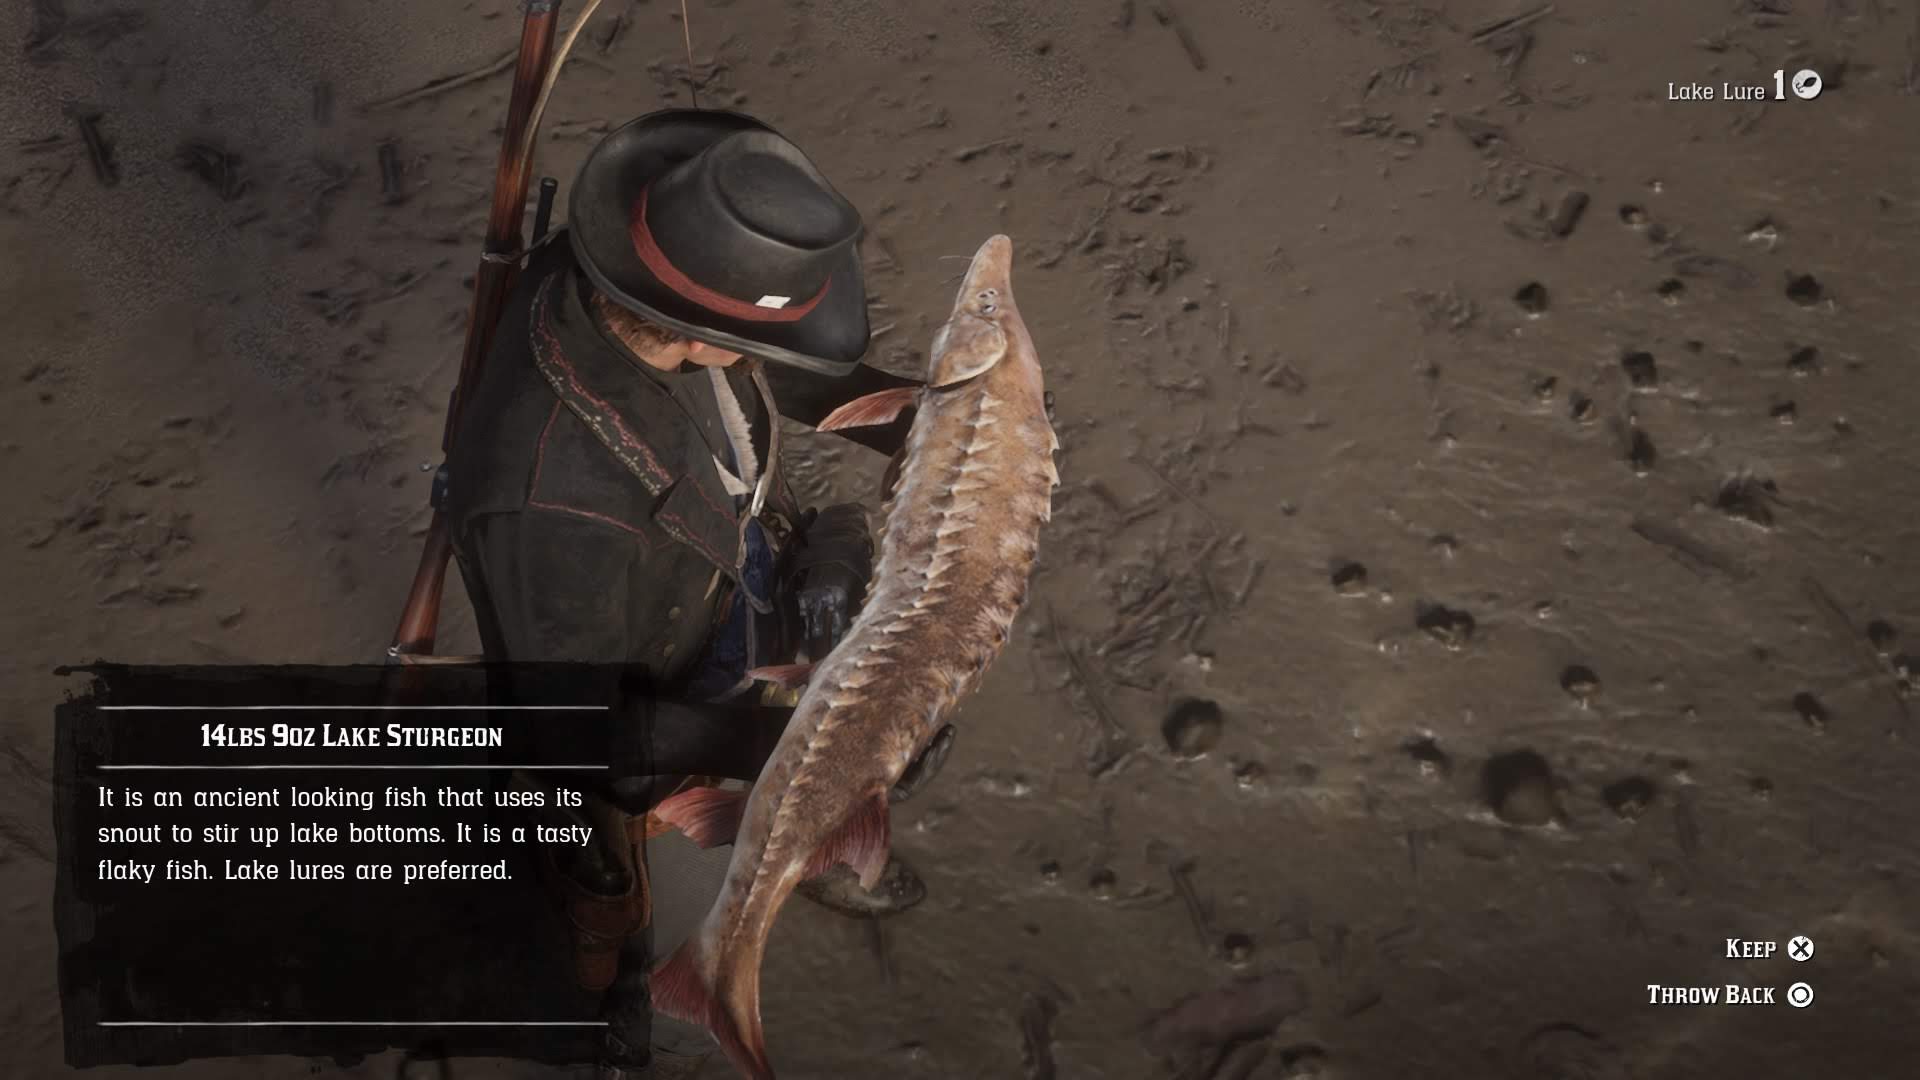 Lake Lure 1
14LBS 9OZ LAKE STURGEON
It is an ancient looking fish that uses its
snout to stir up lake bottoms. It is a tasty
flaky fish. Lake lures are preferred.
KEEP
THROW BACK